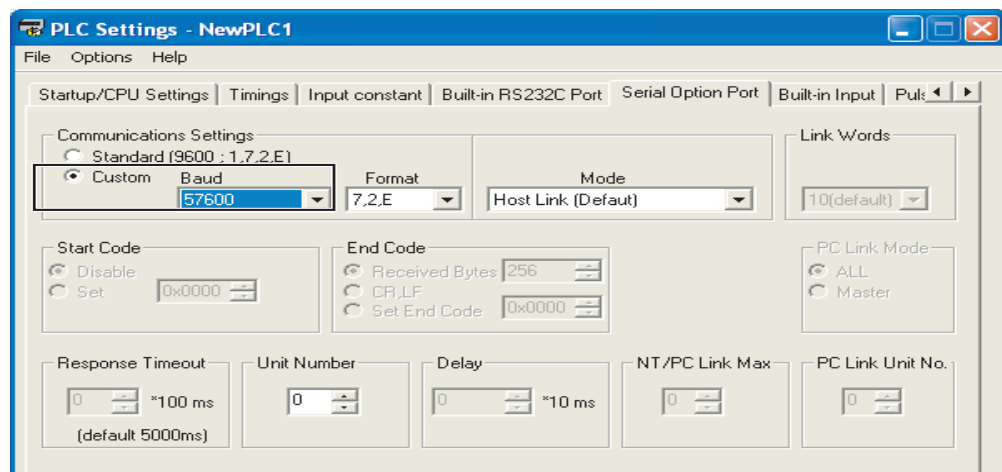 PLC Settings - NewPLC1
File Options Help
Startup/CPU Settings Timings Input constant Built-in RS232C Port Serial Option Port Built-in Input
Communications Settings
Link Words
Standard (9600 ; 1,7,2,E)
Custom Baud Format Mode
57600 7,2,E Host Link (Defaut) 10(default)
Start Code End Code PC Link Mode
Disable Received Bytes 256 ALL
Set 0x0000 CR,LF Master
Set End Code 0x0000
Response Timeout Unit Number Delay NT/PC Link Max PC Link Unit No.
0 *100 ms 0 0 *10 ms 0 0
(default 5000ms)